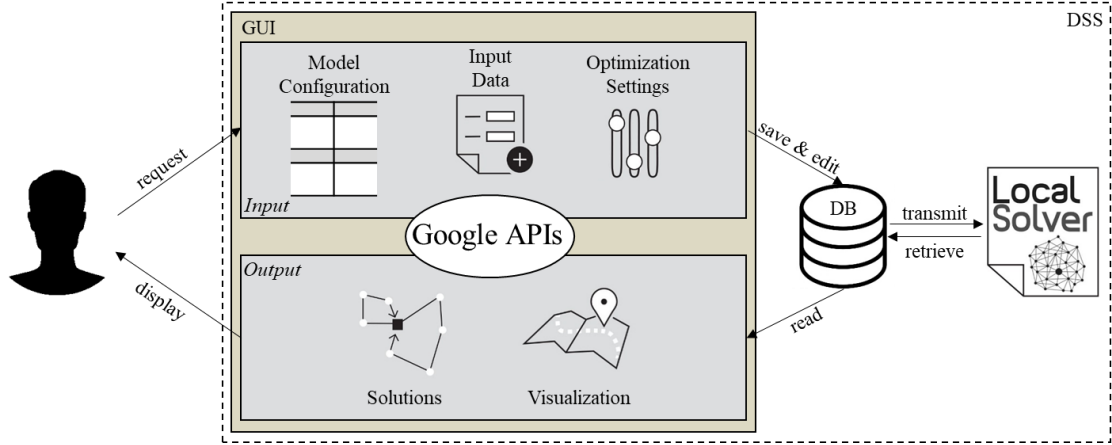 DSS
GUI
Model
Configuration
Input
Data
Optimization
Settings
Input
request
save & edit
DB
transmit
retrieve
Local
Solver
Google APIs
Output
display
read
Solutions
Visualization